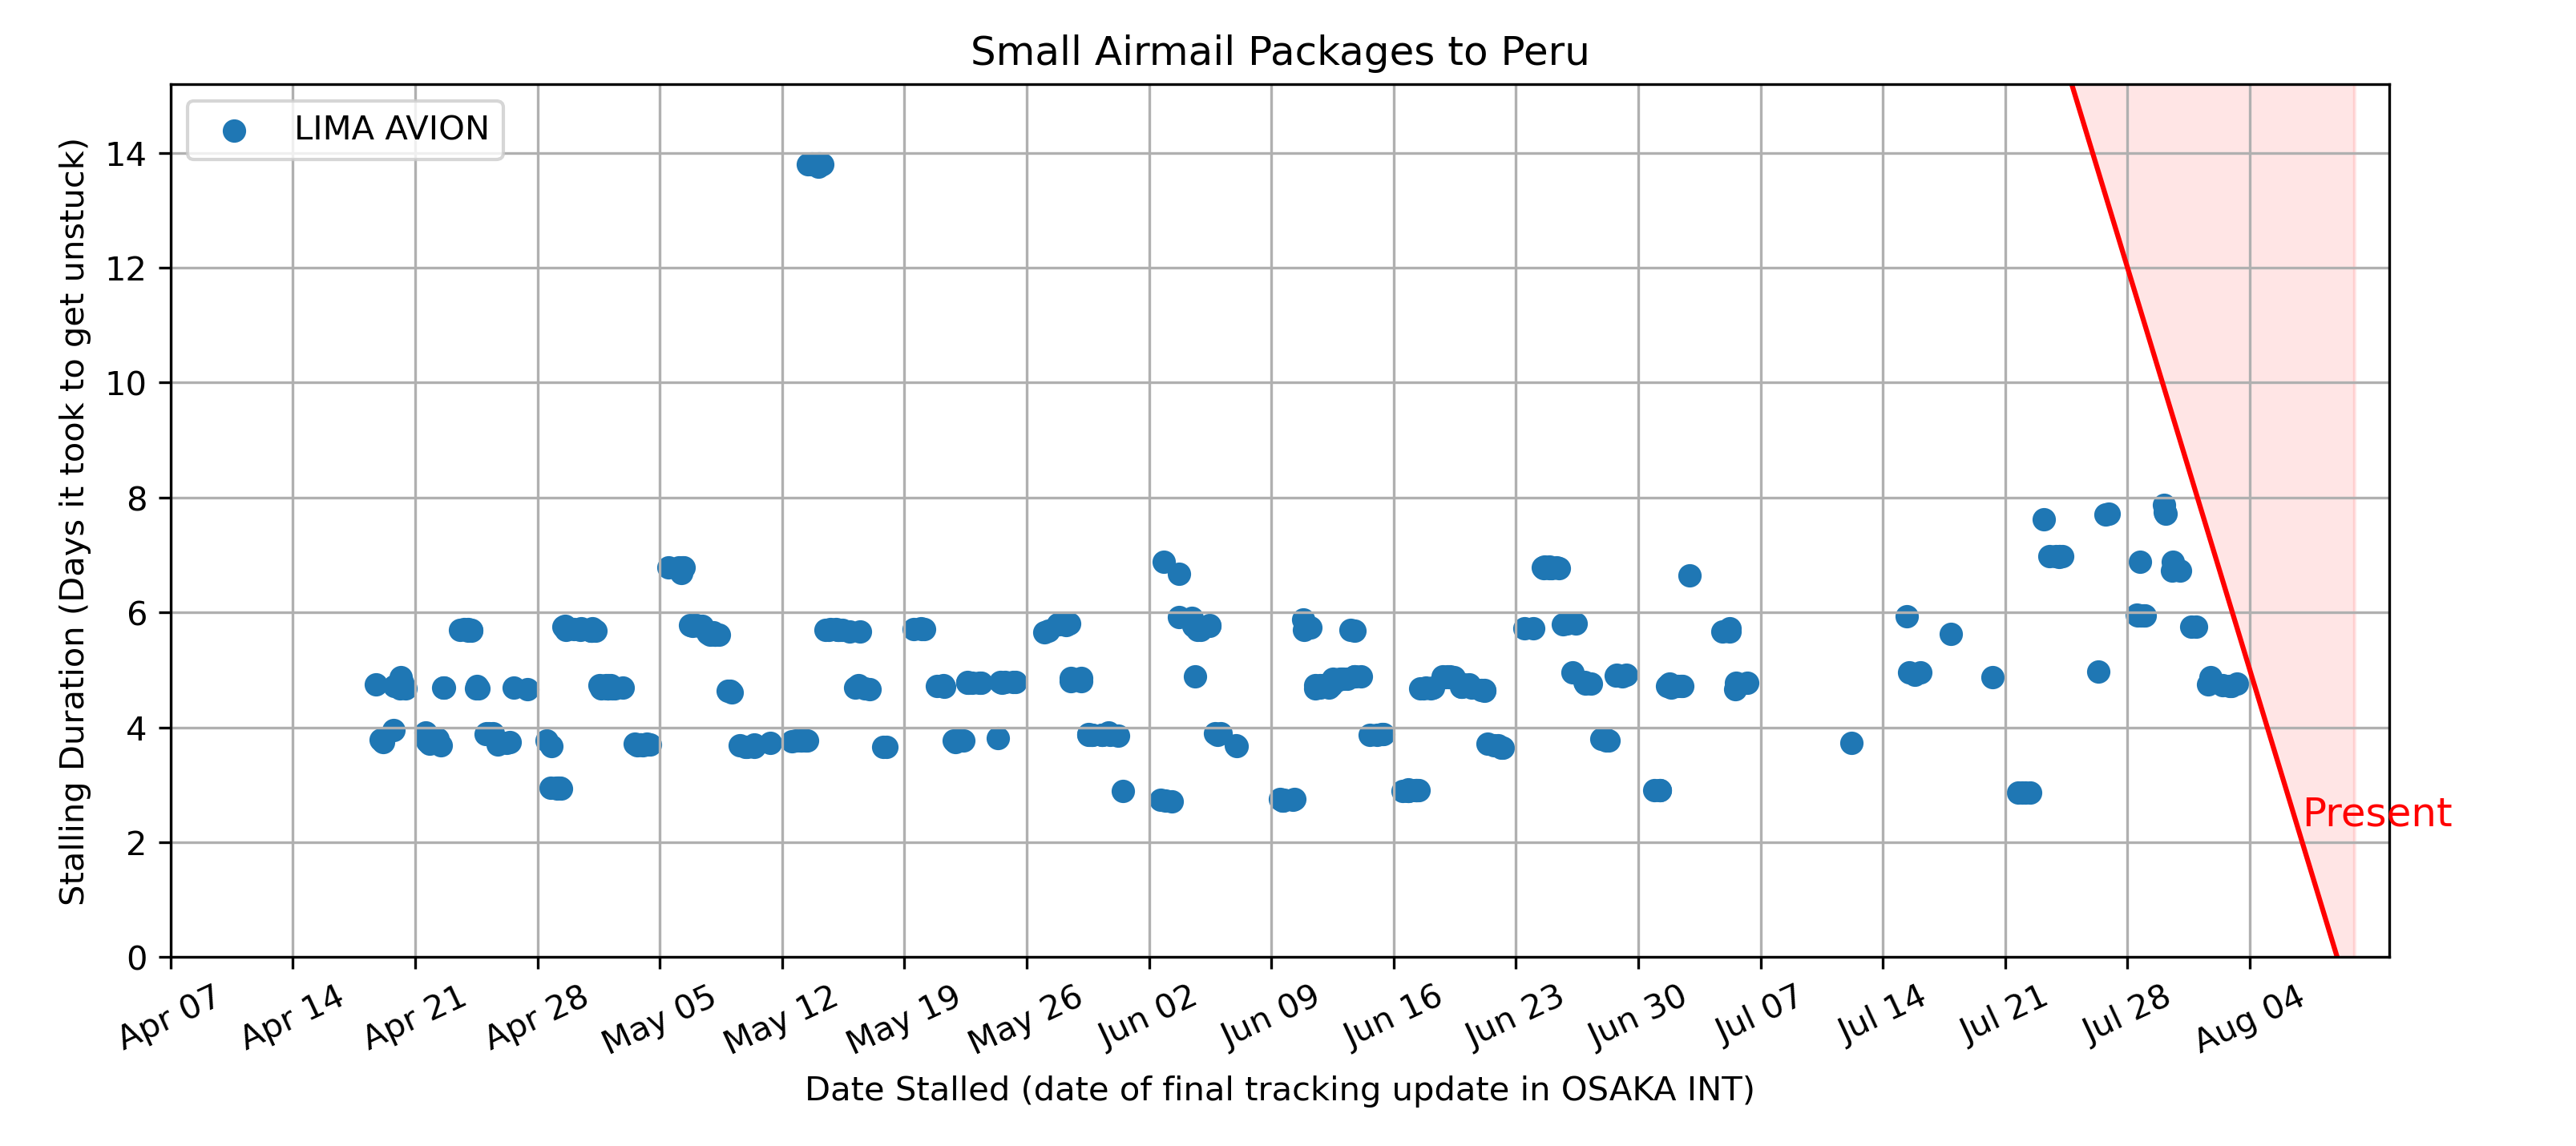 Small Airmail Packages to Peru
LIMA AVION
Stalling Duration (Days it took to get unstuck)
14
12
10
8
6
4
2
0
Present
Apr 07
Apr 14
Apr 21
Apr 28
May 05
May 12
May 19
May 26
Jun 02
Jun 09
Jun 16
Jun 23
Jun 30
Jul 07
Jul 14
Jul 21
Jul 28
Aug 04
Date Stalled (date of final tracking update in OSAKA INT)